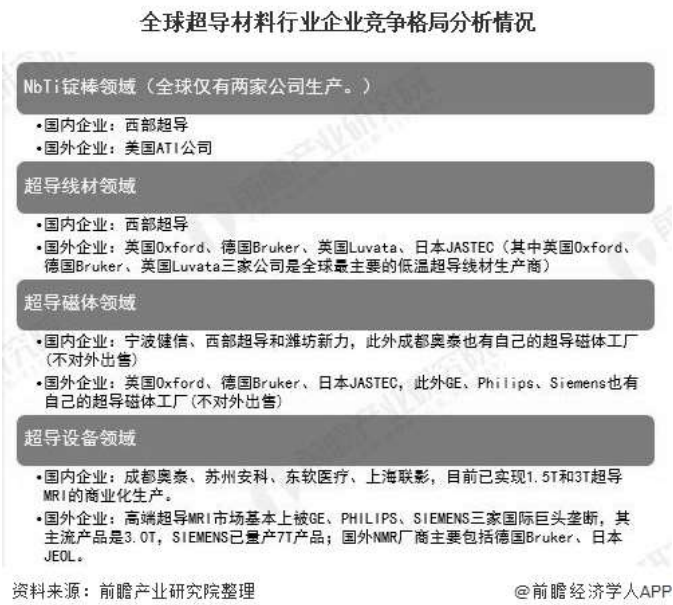 全球超导材料行业企业竞争格局分析情况
NbTi锭棒领域（全球仅有两家公司生产。）
•国内企业：西部超导
•国外企业：美国ATI公司
超导线材领域
•国内企业：西部超导
•国外企业：英国Oxford、德国Bruker、英国Luvata、日本JASTEC（其中英国Oxford、
德国Bruker、英国Luvata三家公司是全球最主要的低温超导线材生产商）
超导磁体领域
•国内企业：宁波健信、西部超导和潍坊新力，此外成都奥泰也有自己的超导磁体工厂
(不对外出售)
•国外企业：英国Oxford、德国Bruker、日本JASTEC，此外GE、Philips、Siemens也有
自己的超导磁体工厂(不对外出售)
超导设备领域
•国内企业：成都奥泰、苏州安科、东软医疗、上海联影，目前已实现1.5T和3T超导
MRI的商业化生产。
•国外企业：高端超导MRI市场基本上被GE、PHILIPS、SIEMENS三家国际巨头垄断，其
主流产品是3.0T，SIEMENS已量产7T产品；国外NMR厂商主要包括德国Bruker、日本
JEOL。
资料来源：前瞻产业研究院整理
@前瞻经济学人APP